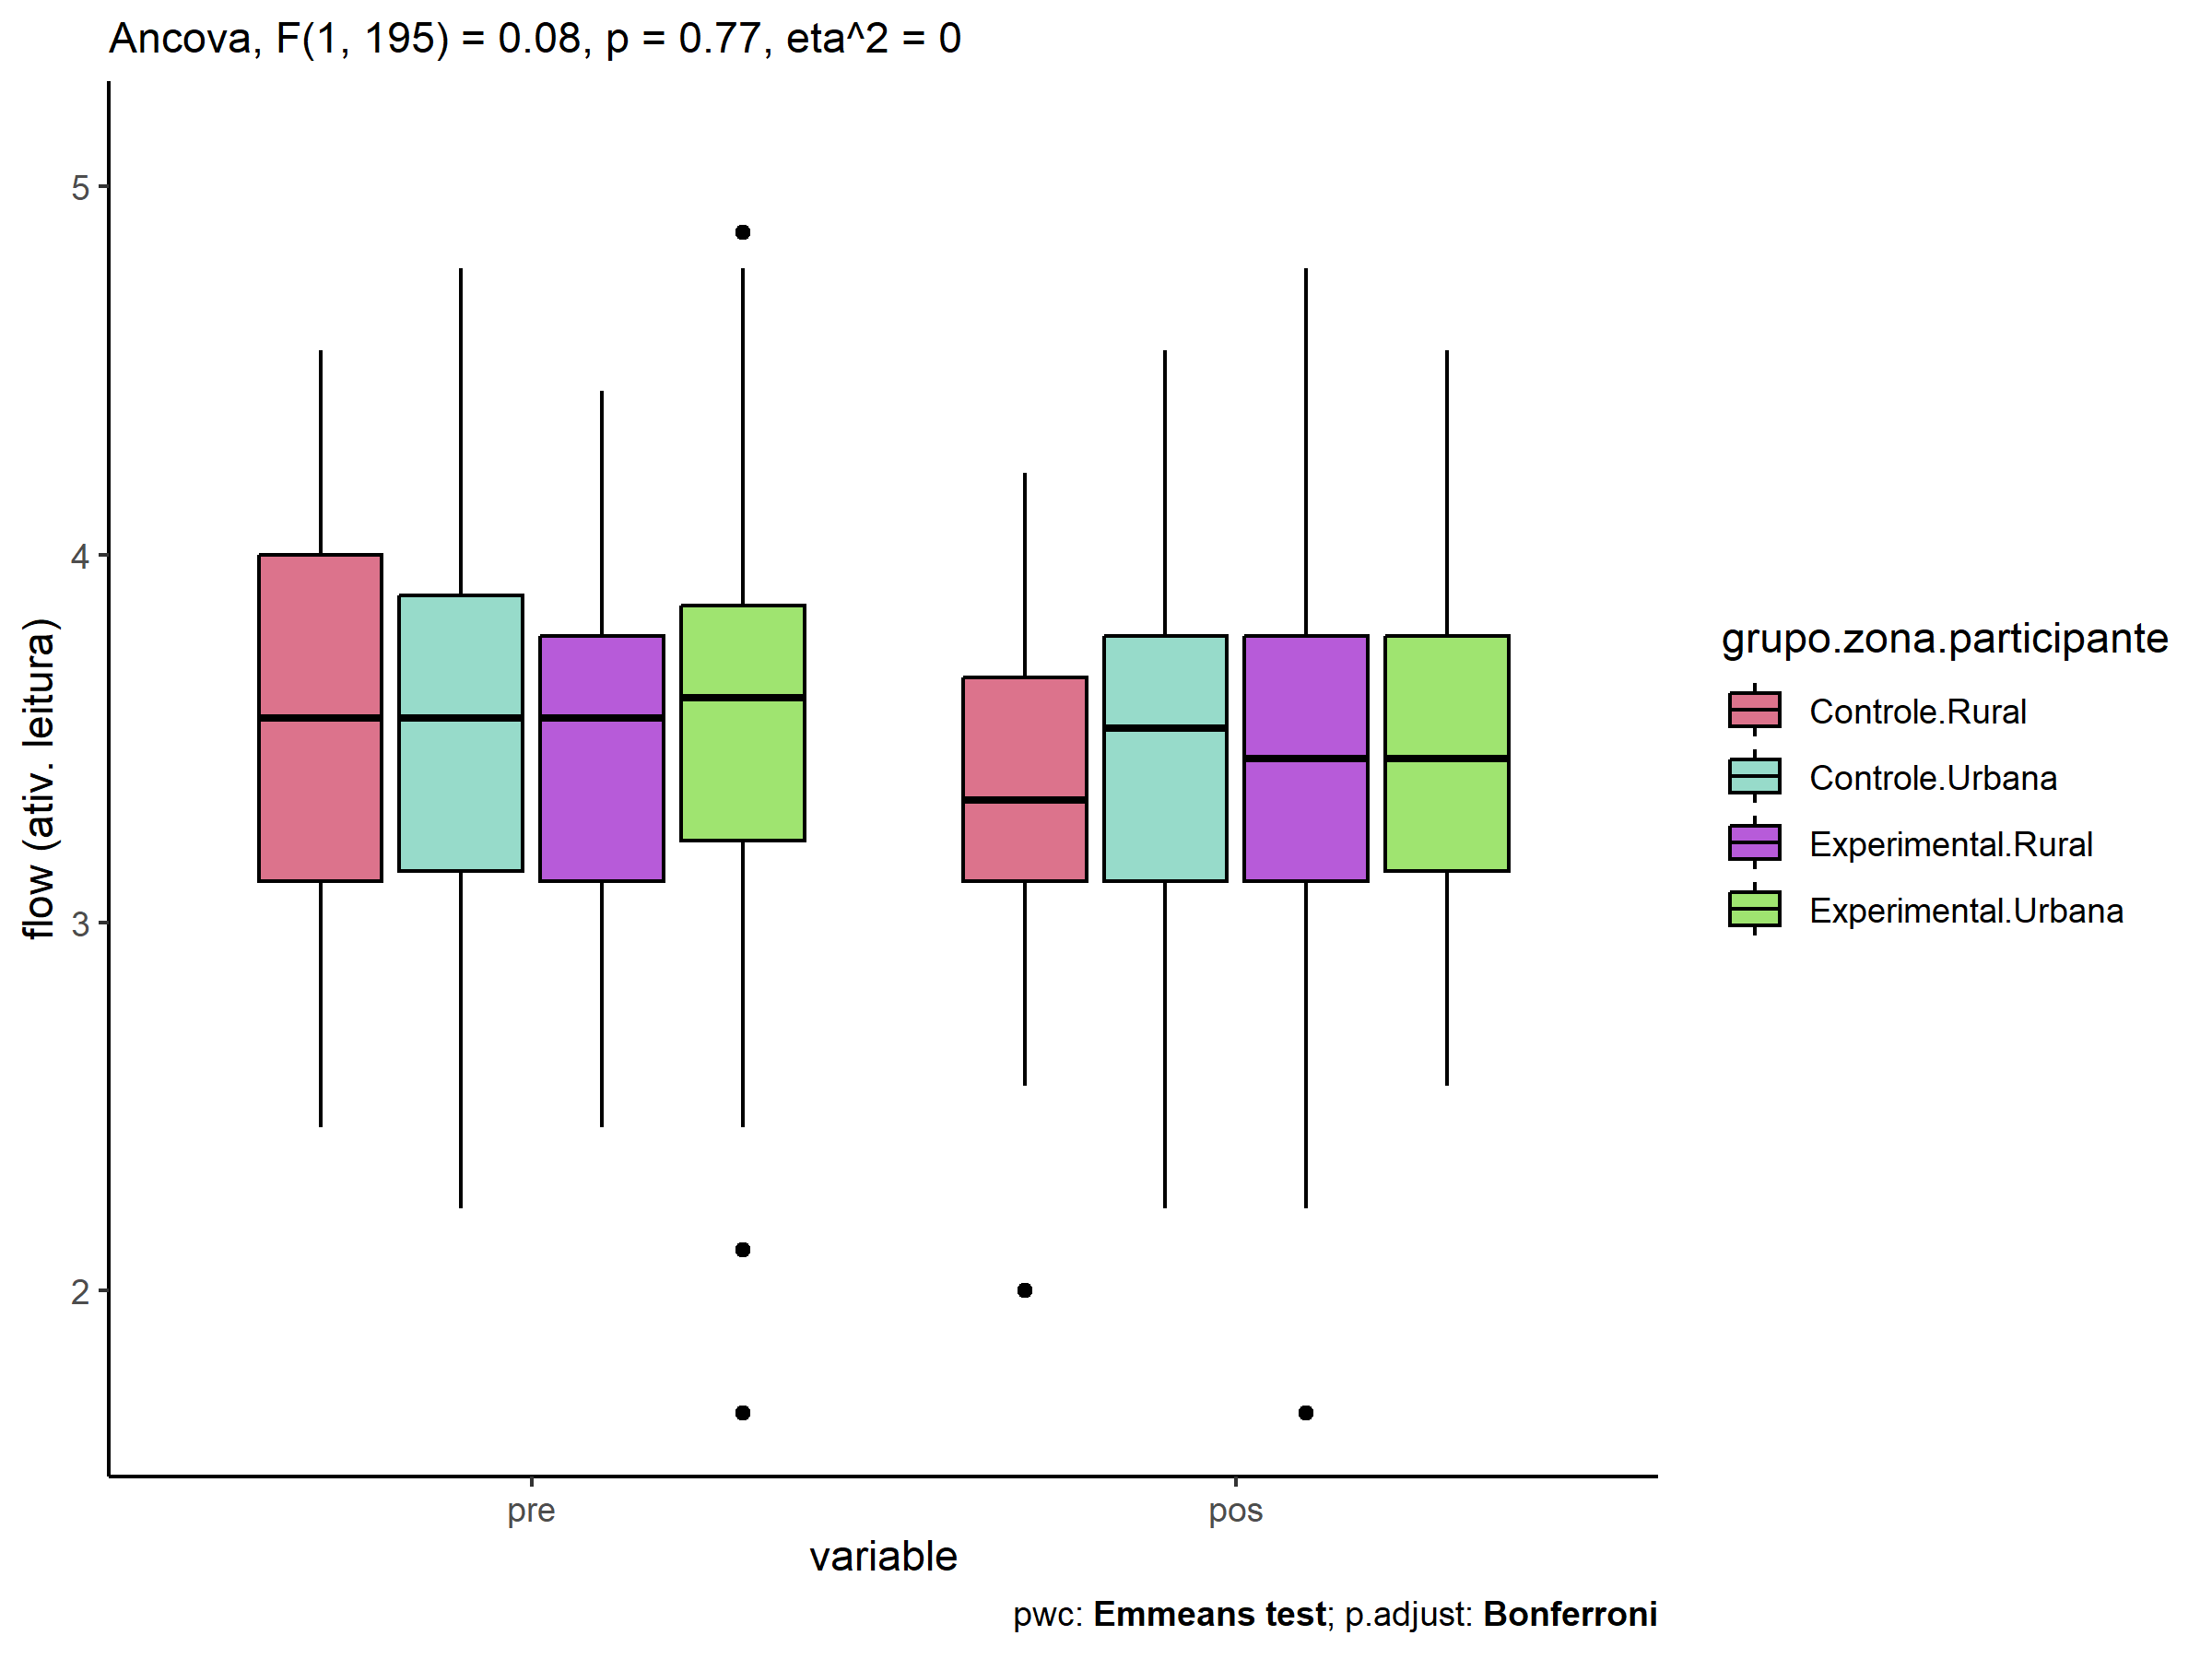 Ancova, F(1, 195) = 0.08, p = 0.77, eta^2 = 0
flow (ativ. leitura)
5
4
3
2
pre
pos
variable
pwc: Emmeans test; p.adjust: Bonferroni
grupo.zona.participante
Controle.Rural
Controle.Urbana
Experimental.Rural
Experimental.Urbana